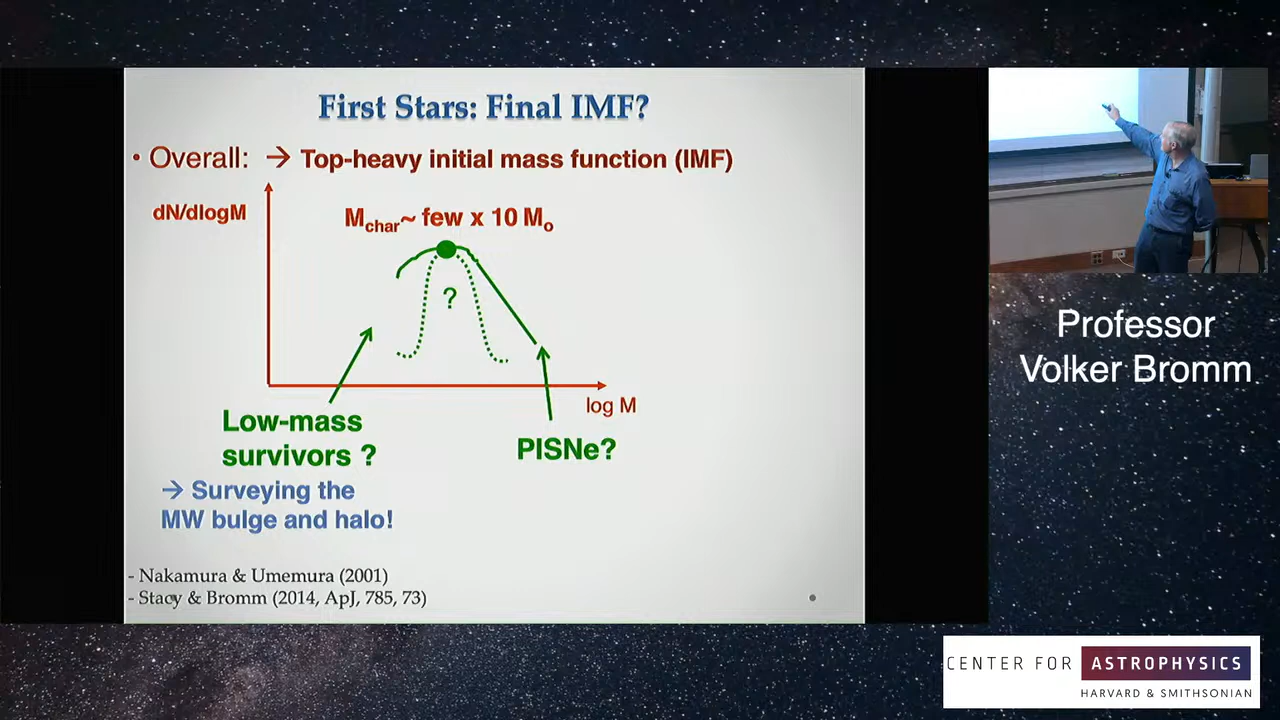 First Stars: Final IMF?
• Overall: → Top-heavy initial mass function (IMF)
dN/dlogM
Mchar~ few x 10 Mo
?
log M
Low-mass
survivors ?
PISNe?
→ Surveying the
MW bulge and halo!
- Nakamura & Umemura (2001)
- Stacy & Bromm (2014, ApJ, 785, 73)
Professor
Volker Bromm
CENTER FOR ASTROPHYSICS
HARVARD & SMITHSONIAN